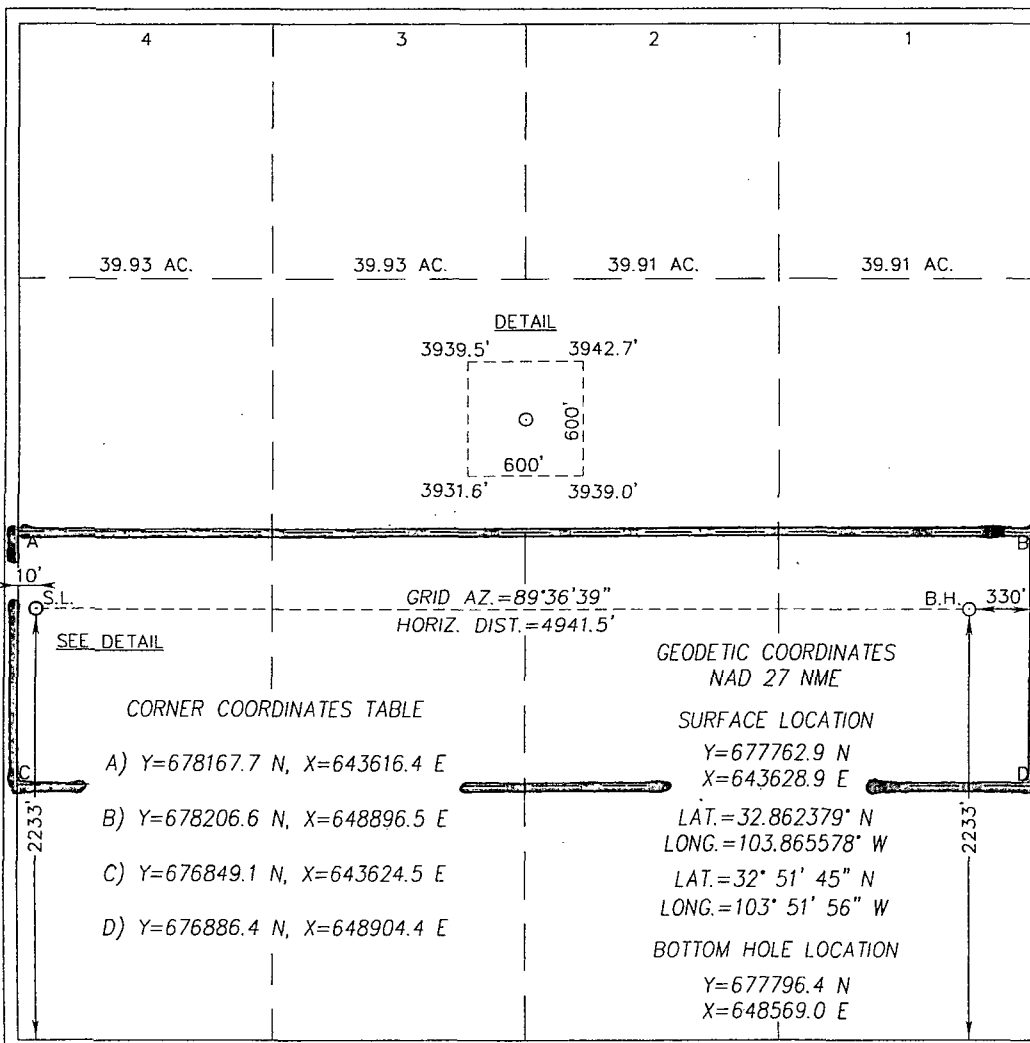 4 3 2 1
39.93 AC. 39.93 AC. 39.91 AC. 39.91 AC.
DETAIL
3939.5' 3942.7'
600'
600'
3931.6' 3939.0'
A B
10'
S.L. GRID AZ.=89°36'39" B.H. 330'
HORIZ. DIST.=4941.5'
SEE DETAIL
GEODETIC COORDINATES
NAD 27 NME
CORNER COORDINATES TABLE
SURFACE LOCATION
A) Y=678167.7 N, X=643616.4 E
Y=677762.9 N
X=643628.9 E
C D
2233' 2233'
B) Y=678206.6 N, X=648896.5 E
LAT.=32.862379° N
LONG.=103.865578° W
C) Y=676849.1 N, X=643624.5 E
LAT.=32° 51' 45" N
LONG.=103° 51' 56" W
D) Y=676886.4 N, X=648904.4 E
BOTTOM HOLE LOCATION
Y=677796.4 N
X=648569.0 E